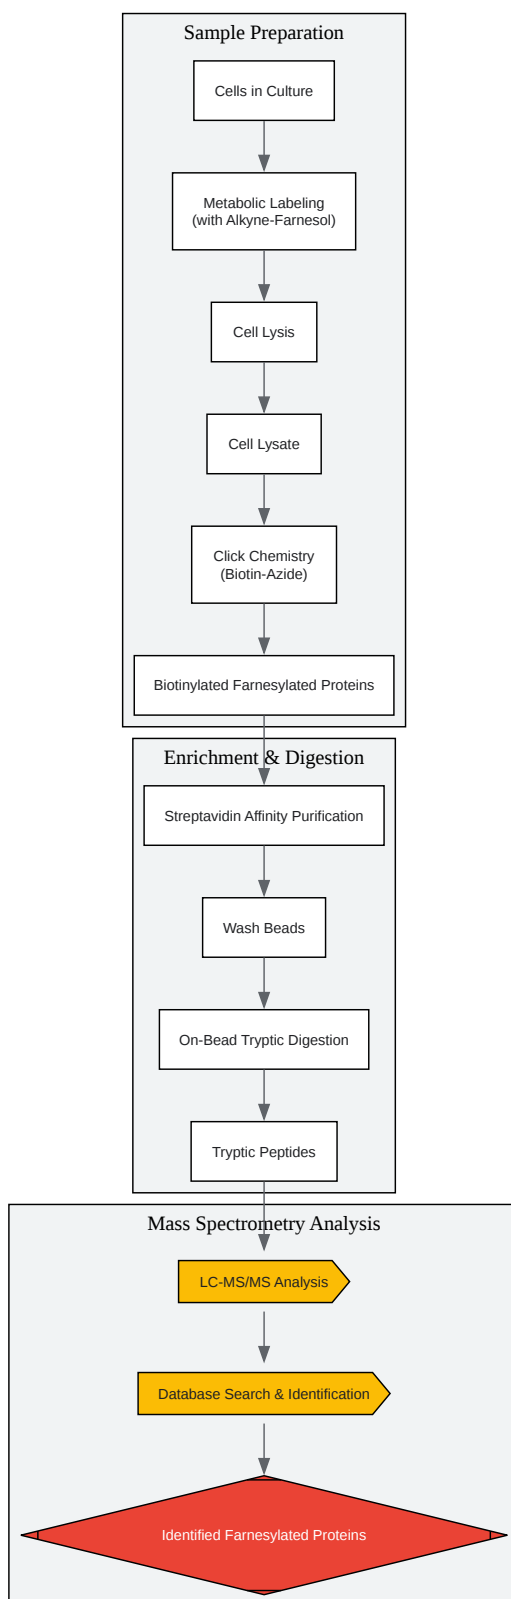 Sample Preparation
Cells in Culture
Metabolic Labeling
(with Alkyne-Farnesol)
Cell Lysis
Cell Lysate
Click Chemistry
(Biotin-Azide)
Biotinylated Farnesylated Proteins
Enrichment & Digestion
Streptavidin Affinity Purification
Wash Beads
On-Bead Tryptic Digestion
Tryptic Peptides
Mass Spectrometry Analysis
LC-MS/MS Analysis
Database Search & Identification
Identified Farnesylated Proteins